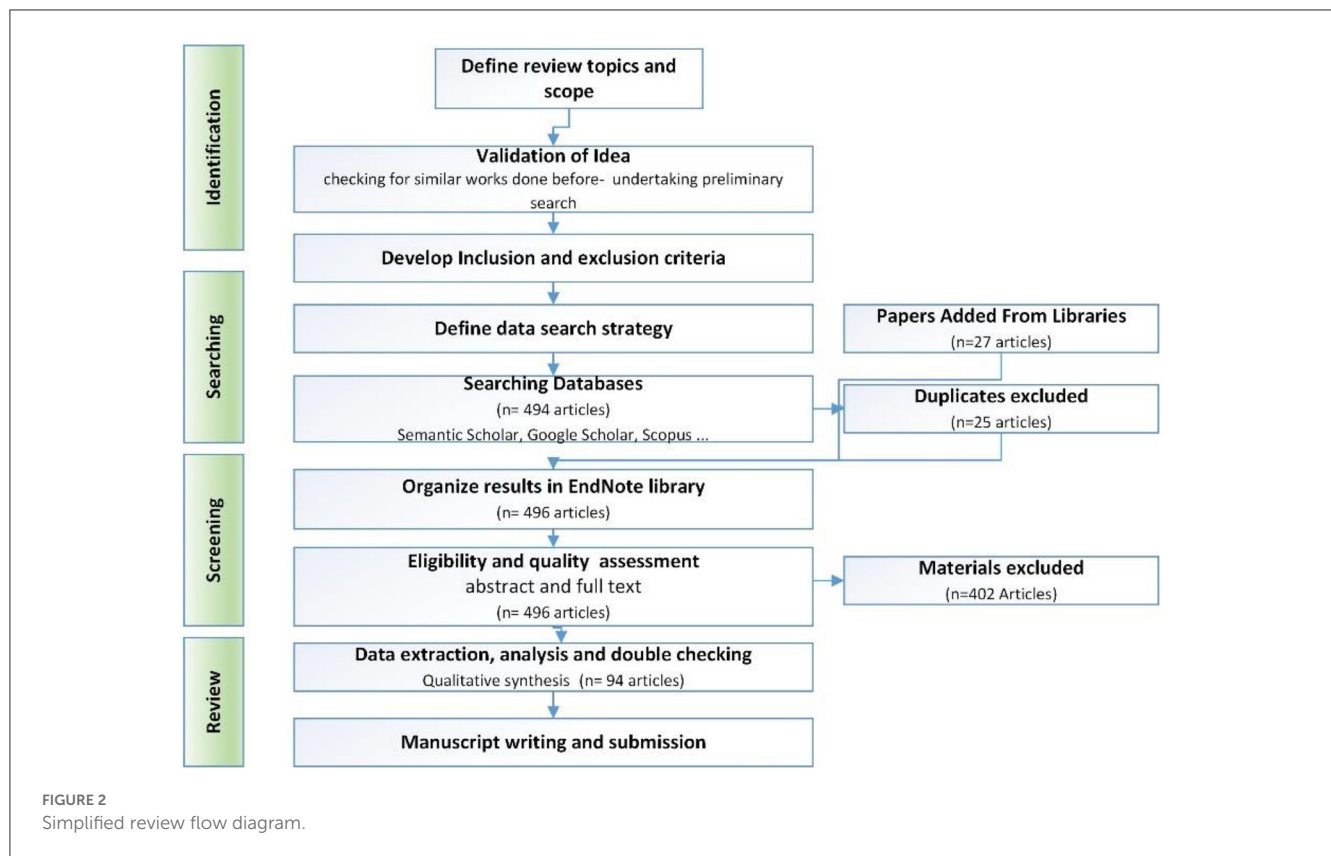 Identification
Define review topics and
scope
Validation of Idea
checking for similar works done before- undertaking preliminary
search
Develop Inclusion and exclusion criteria
Searching
Define data search strategy
Papers Added From Libraries
(n=27 articles)
Searching Databases
(n= 494 articles)
Semantic Scholar, Google Scholar, Scopus ...
Duplicates excluded
(n=25 articles)
Screening
Organize results in EndNote library
(n= 496 articles)
Eligibility and quality assessment
abstract and full text
(n= 496 articles)
Materials excluded
(n=402 Articles)
Review
Data extraction, analysis and double checking
Qualitative synthesis (n= 94 articles)
Manuscript writing and submission
FIGURE 2
Simplified review flow diagram.